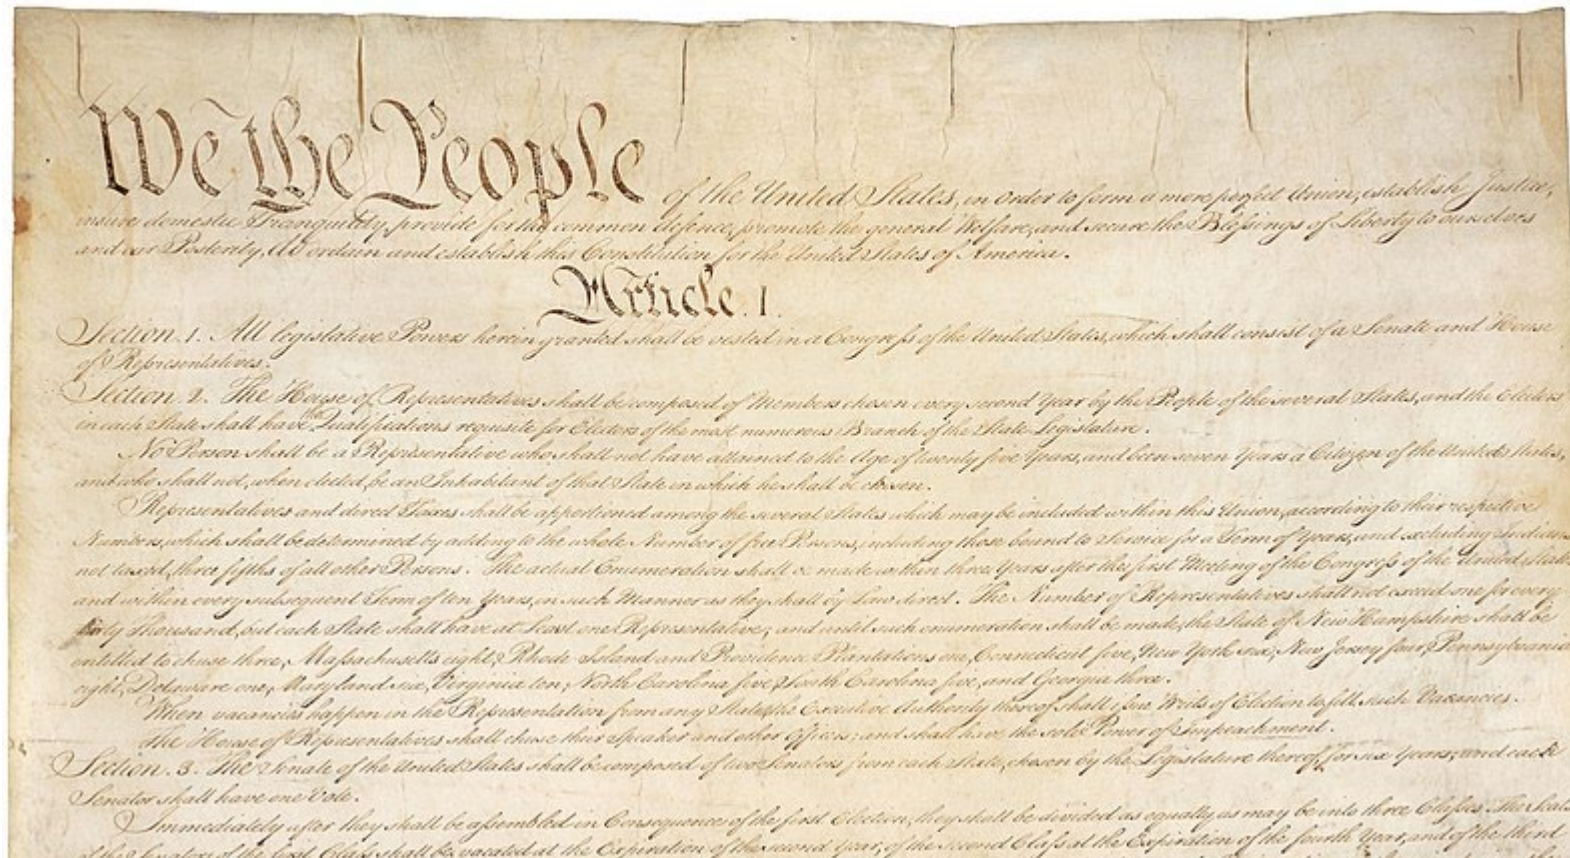 We the People of the United States, in Order to form a more perfect Union, establish Justice,
insure domestic Tranquility, provide for the common defence, promote the general Welfare, and secure the Blessings of Liberty to ourselves
and our Posterity, do ordain and establish this Constitution for the United States of America.
Article. I.
Section. 1. All legislative Powers herein granted shall be vested in a Congress of the United States, which shall consist of a Senate and House
of Representatives.
Section. 2. The House of Representatives shall be composed of Members chosen every second Year by the People of the several States, and the Electors
in each State shall have the Qualifications requisite for Electors of the most numerous Branch of the State Legislature.
No Person shall be a Representative who shall not have attained to the Age of twenty five Years, and been seven Years a Citizen of the United States,
and who shall not, when elected, be an Inhabitant of that State in which he shall be chosen.
Representatives and direct Taxes shall be apportioned among the several States which may be included within this Union, according to their respective
Numbers, which shall be determined by adding to the whole Number of free Persons, including those bound to Service for a Term of Years, and excluding Indians
not taxed, three fifths of all other Persons. The actual Enumeration shall be made within three Years after the first Meeting of the Congress of the United States,
and within every subsequent Term of ten Years, in such Manner as they shall by Law direct. The Number of Representatives shall not exceed one for every
thirty Thousand, but each State shall have at Least one Representative; and until such enumeration shall be made, the State of New Hampshire shall be
entitled to chuse three, Massachusetts eight, Rhode Island and Providence Plantations one, Connecticut five, New York six, New Jersey four, Pennsylvania
eight, Delaware one, Maryland six, Virginia ten, North Carolina five, South Carolina five, and Georgia three.
When vacancies happen in the Representation from any State, the Executive Authority thereof shall issue Writs of Election to fill such Vacancies.
The House of Representatives shall chuse their Speaker and other Officers; and shall have the sole Power of Impeachment.
Section. 3. The Senate of the United States shall be composed of two Senators from each State, chosen by the Legislature thereof, for six Years; and each
Senator shall have one Vote.
Immediately after they shall be assembled in Consequence of the first Election, they shall be divided as equally as may be into three Classes. The Seats
of the Senators of the first Class shall be vacated at the Expiration of the second Year, of the second Class at the Expiration of the fourth Year, and of the third